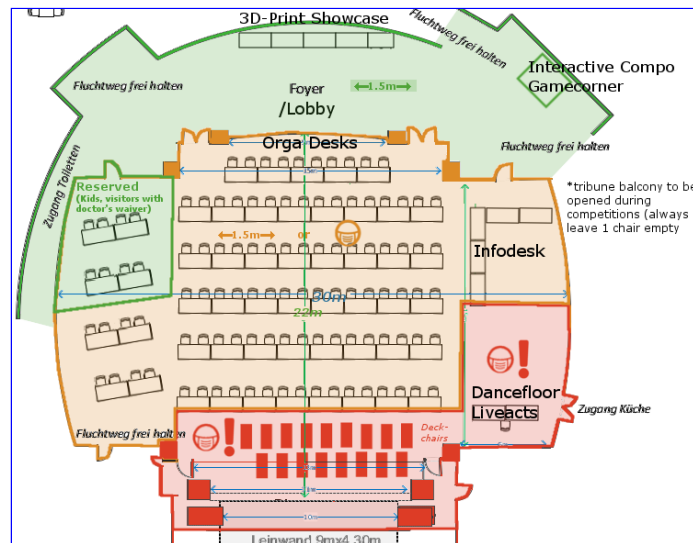 3D-Print Showcase
Fluchtweg frei halten
Fluchtweg frei halten
Interactive Compo
Gamecorner
Fluchtweg frei halten
Foyer
/Lobby
1.5m
Orga Desks
Fluchtweg frei halten
Zugang Toiletten
Reserved
(Kids, visitors with
doctor's waiver)
*tribune balcony to be
opened during
competitions (always
leave 1 chair empty
1.5m
or
Infodesk
30m
22m
Dancefloor
Liveacts
Zugang Küche
Fluchtweg frei halten
Deck-
chairs
10m
Leinwand 9mx4,30m